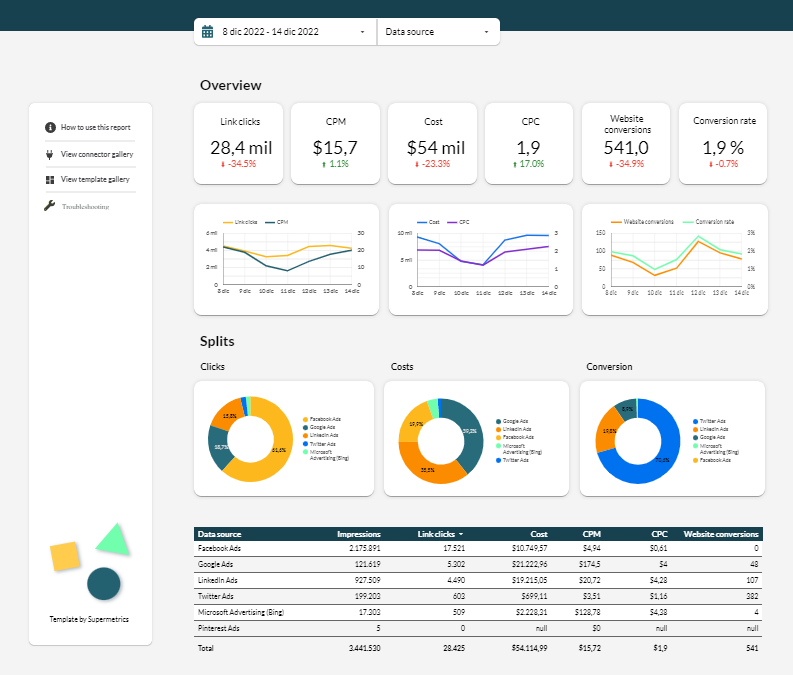 8 dic 2022 - 14 dic 2022
Data source
Overview
How to use this report
View connector gallery
View template gallery
Troubleshooting
Link clicks
28,4 mil
-34.5%
CPM
$15,7
1.1%
Cost
$54 mil
-23.3%
CPC
1,9
17.0%
Website
conversions
541,0
-34.9%
Conversion rate
1,9 %
-0.7%
Link clicks CPM
6 mil
4 mil
2 mil
0
30
20
10
0
8 dic 9 dic 10 dic 11 dic 12 dic 13 dic 14 dic
Cost CPC
10 mil
5 mil
0
3
2
1
0
8 dic 9 dic 10 dic 11 dic 12 dic 13 dic 14 dic
Website conversions Conversion rate
150
100
50
0
3%
2%
1%
0%
8 dic 9 dic 10 dic 11 dic 12 dic 13 dic 14 dic
Splits
Clicks
15,8%
18,7%
61,6%
Facebook Ads
Google Ads
LinkedIn Ads
Twitter Ads
Microsoft
Advertising (Bing)
Costs
19,9%
39,2%
35,5%
Google Ads
LinkedIn Ads
Facebook Ads
Microsoft
Advertising (Bing)
Twitter Ads
Conversion
8,9%
19,8%
70,6%
Twitter Ads
LinkedIn Ads
Google Ads
Microsoft
Advertising (Bing)
Facebook Ads
Template by Supermetrics
Data source Impressions Link clicks Cost CPM CPC Website conversions
Facebook Ads 2.175.891 17.521 $10.749,57 $4,94 $0,61 0
Google Ads 121.619 5.302 $21.222,96 $174,5 $4 48
LinkedIn Ads 927.509 4.490 $19.215,05 $20,72 $4,28 107
Twitter Ads 199.203 603 $699,11 $3,51 $1,16 382
Microsoft Advertising (Bing) 17.303 509 $2.228,31 $128,78 $4,38 4
Pinterest Ads 5 0 null $0 null null
Total 3.441.530 28.425 $54.114,99 $15,72 $1,9 541